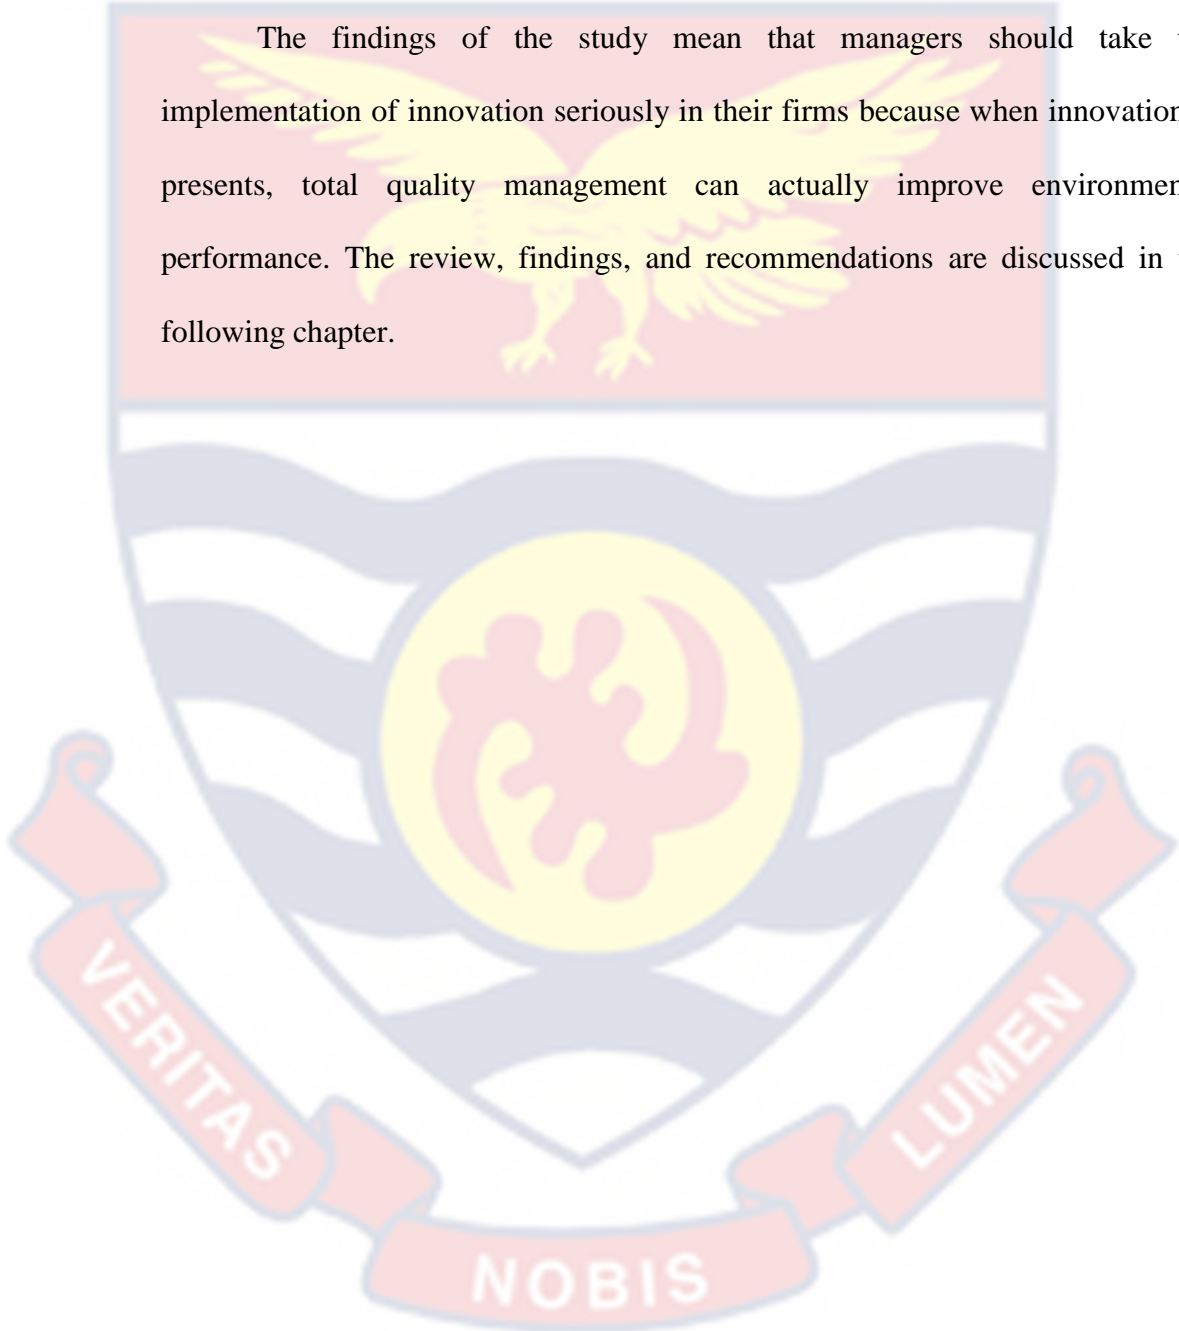 The findings of the study mean that managers should take
implementation of innovation seriously in their firms because when innovation
presents, total quality management can actually improve
performance. The review, findings, and recommendations are discussed in
following chapter.
VERITAS
NOBIS
LUMEN